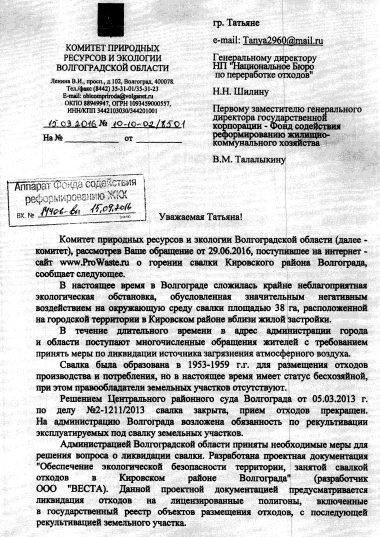 КОМИТЕТ ПРИРОДНЫХ
РЕСУРСОВ И ЭКОЛОГИИ
ВОЛГОГРАДСКОЙ ОБЛАСТИ
Ленина В.И., просп., д.102, Волгоград, 400078.
Тел./факс (8442) 35-31-01/35-31-23
E-mail: oblcompriroda@volganet.ru
ОКПО 88949947, ОГРН 1093459000557,
ИНН/КПП 3442103030/344201001
15.09.2016 № 10-10-02/8501
На № от
гр. Татьяне
e-mail: Tanya2960@mail.ru
Генеральному директору
НП "Национальное Бюро
по переработке отходов"
Н.Н. Шилину
Первому заместителю генерального
директора государственной
корпорации - Фонд содействия
реформированию жилищно-
коммунального хозяйства
В.М. Талалыкину
Аппарат Фонда содействия
реформированию ЖКХ
вх. № 15.09.2016
Уважаемая Татьяна!
Комитет природных ресурсов и экологии Волгоградской области (далее -
комитет), рассмотрев Ваше обращение от 29.06.2016, поступившее на интернет -
сайт www.ProWaste.ru о горении свалки Кировского района Волгограда,
сообщает следующее.
В настоящее время в Волгограде сложилась крайне неблагоприятная
экологическая обстановка, обусловленная значительным негативным
воздействием на окружающую среду свалки площадью 38 га, расположенной
на городской территории в Кировском районе вблизи жилой застройки.
В течение длительного времени в адрес администрации города
и области поступают многочисленные обращения жителей с требованием
принять меры по ликвидации источника загрязнения атмосферного воздуха.
Свалка была образована в 1953-1959 г.г. для размещения отходов
производства и потребления, но в настоящее время имеет статус бесхозяйной,
при этом правообладатели земельных участков отсутствуют.
Решением Центрального районного суда Волгограда от 05.03.2013 г.
по делу №2-1211/2013 свалка закрыта, прием отходов прекращен.
На администрацию Волгограда возложена обязанность по рекультивации
эксплуатируемых под свалку земельных участков.
Администрацией Волгоградской области приняты необходимые меры для
решения вопроса о ликвидации свалки. Разработана проектная документация
"Обеспечение экологической безопасности территории, занятой свалкой
отходов в Кировском районе Волгограда" (разработчик
ООО "ВЕСТА). Данной проектной документацией предусматривается
ликвидация отходов на лицензированные полигоны, включенные
в государственный реестр объектов размещения отходов, с последующей
рекультивацией земельного участка.